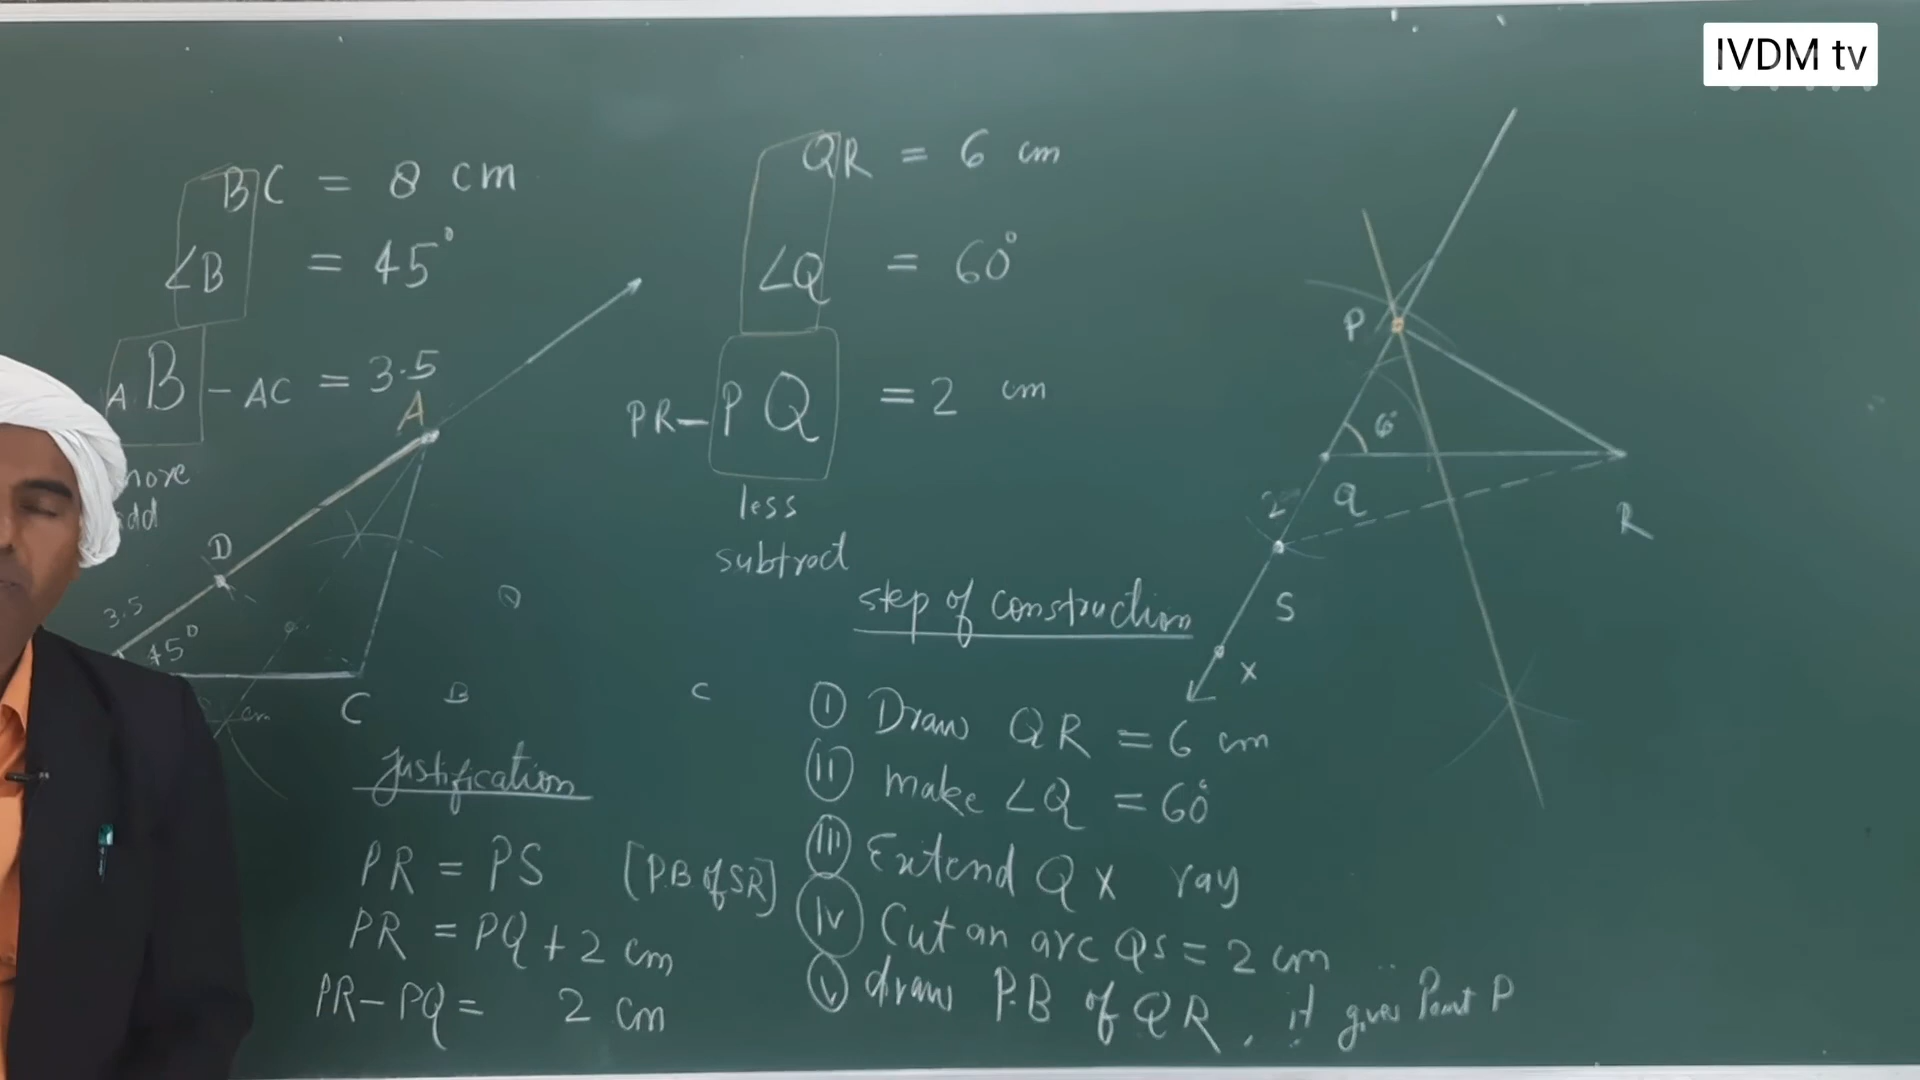 IVDM tv
BC = 8 cm
∠B = 45°
AB - AC = 3.5
more
add
A
D
3.5
45°
cm
C
B
C
QR = 6 cm
∠Q = 60°
PR - PQ = 2 cm
less
subtract
P
Q
R
2
S
X
Justification
PR = PS [P.B of SR]
PR = PQ + 2 cm
PR - PQ = 2 cm
step of construction
(i) Draw QR = 6 cm
(ii) make ∠Q = 60°
(iii) Extend QX ray
(iv) Cut an arc QS = 2 cm
(v) draw P.B of QR, it gives Point P